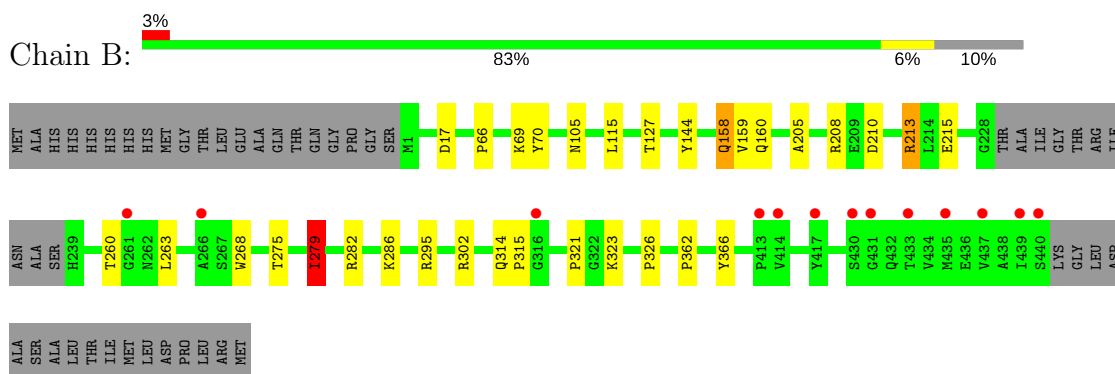 3%
Chain B:
83% 6% 10%
MET ALA HIS HIS HIS HIS HIS HIS MET GLY THR LEU GLU ALA GLN THR GLN GLY PRO GLY SER M1 D17 P66 K69 Y70 N105 L115 T127 Y144 Q158 V159 Q160 A205 R208 E209 D210 R213 L214 E215 G228 THR ALA ILE GLY THR ARG ILE
ASN ALA SER H239 T260 G261 N262 L263 A266 S267 W268 T275 I279 R282 K286 R295 R302 Q314 P315 G316 P321 G322 K323 P326 P362 Y366 P413 V414 Y417 S430 G431 Q432 T433 V434 M435 E436 V437 A438 I439 S440 LYS GLY LEU ASP
ALA SER ALA LEU THR ILE MET LEU ASP PRO LEU ARG MET